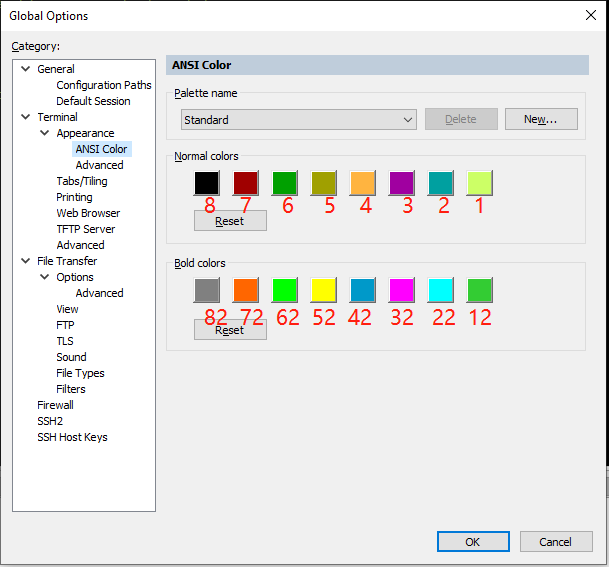 Global Options
Category:
General
Configuration Paths
Default Session
Terminal
Appearance
ANSI Color
Advanced
Tabs/Tiling
Printing
Web Browser
TFTP Server
Advanced
File Transfer
Options
Advanced
View
FTP
TLS
Sound
File Types
Filters
Firewall
SSH2
SSH Host Keys
ANSI Color
Palette name
Standard Delete New...
Normal colors
8 7 6 5 4 3 2 1
Reset
Bold colors
82 72 62 52 42 32 22 12
Reset
OK Cancel